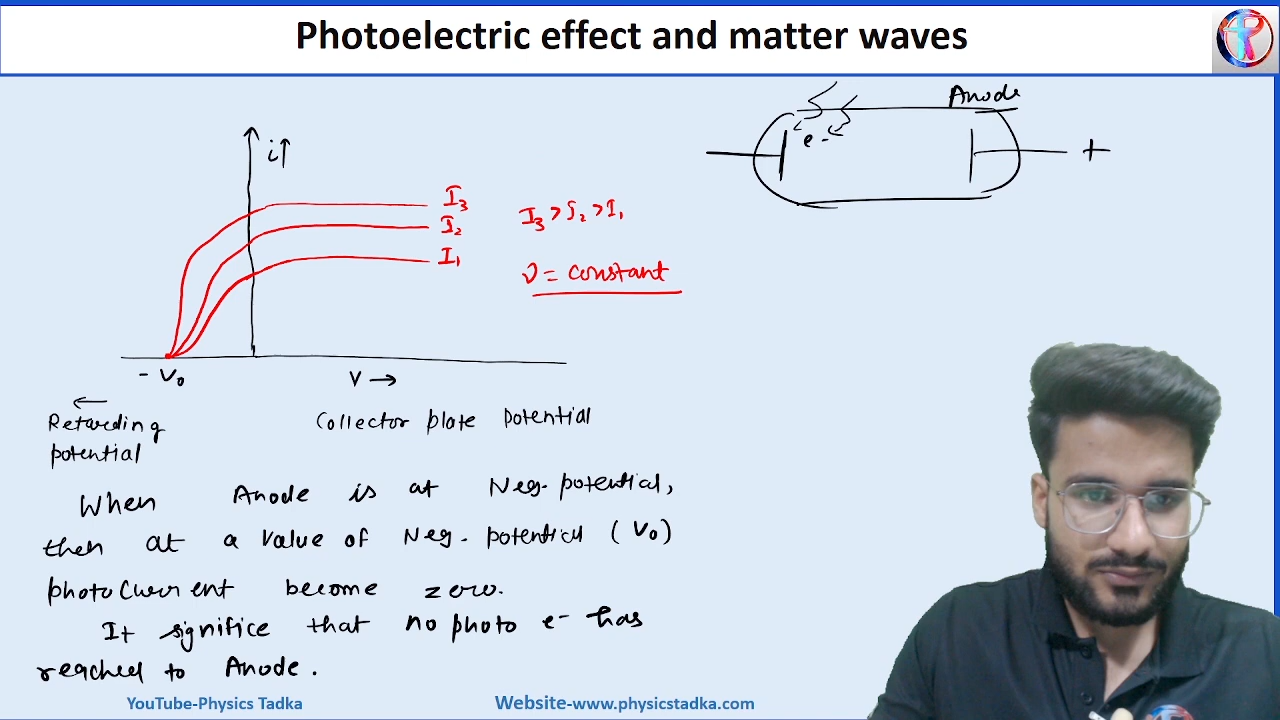 Photoelectric effect and matter waves
Anode
i↑
e-
+
I3
I2
I1
I3 > I2 > I1
ν = constant
- V0
V →
←
Retarding
potential
Collector plate potential
When Anode is at Neg. potential,
then at a value of Neg. potential (V0)
photocurrent become zero.
It significe that no photo e- has
reached to Anode.
YouTube-Physics Tadka
Website-www.physicstadka.com